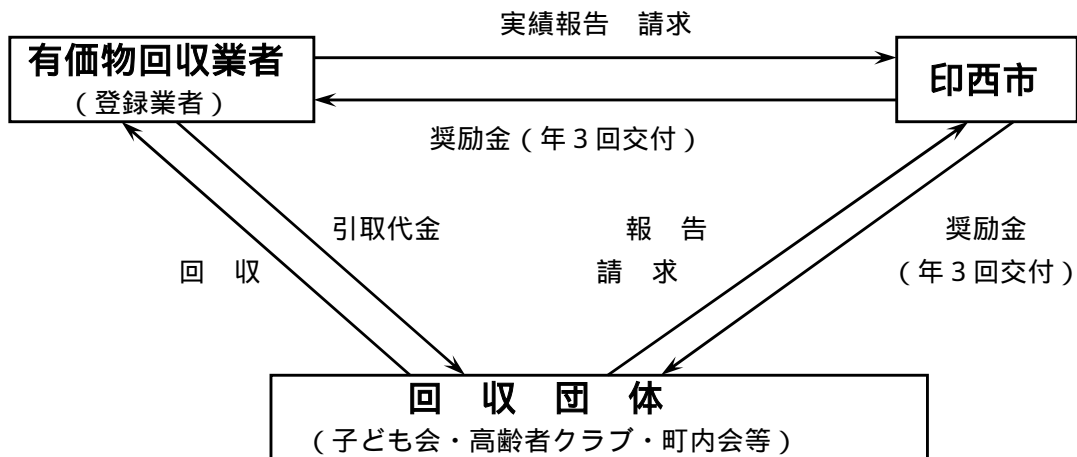 実績報告　請求
有価物回収業者
（登録業者）
印西市
奨励金（年３回交付）
引取代金
回　収
報　告
請　求
奨励金
（年３回交付）
回　収　団　体
（子ども会・高齢者クラブ・町内会等）